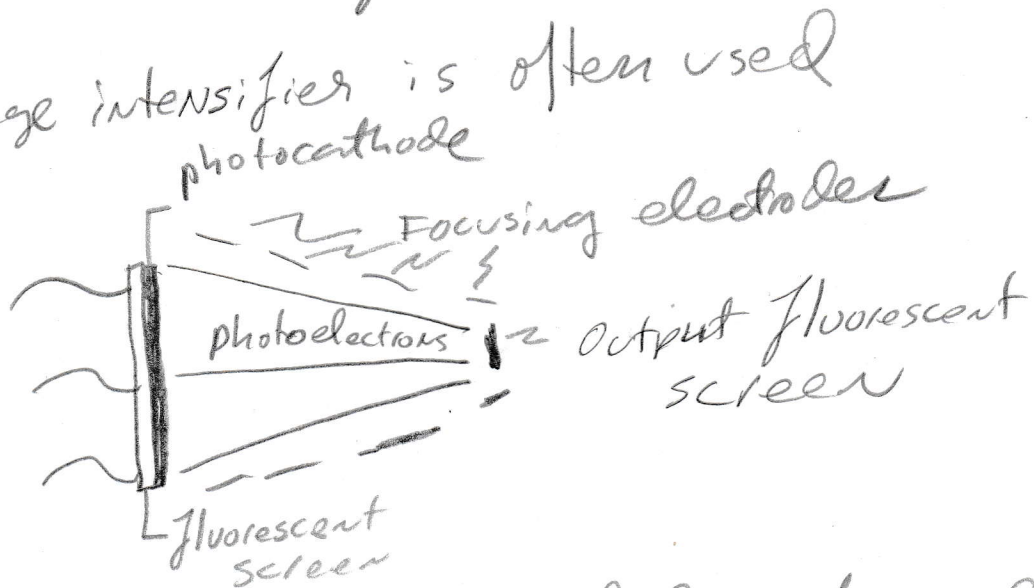 ge intensifier is often used
photocathode
Focusing electrodes
photoelectrons
Output fluorescent
screen
fluorescent
screen